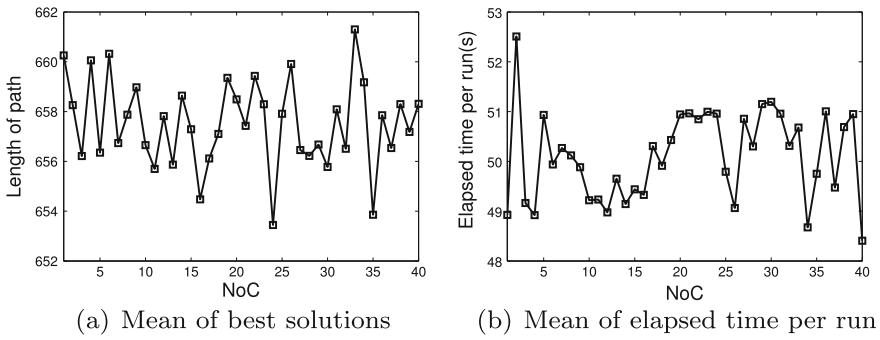 662
660
658
656
654
652
Length of path
5 10 15 20 25 30 35 40
NoC
(a) Mean of best solutions
53
52
51
50
49
48
Elapsed time per run(s)
5 10 15 20 25 30 35 40
NoC
(b) Mean of elapsed time per run